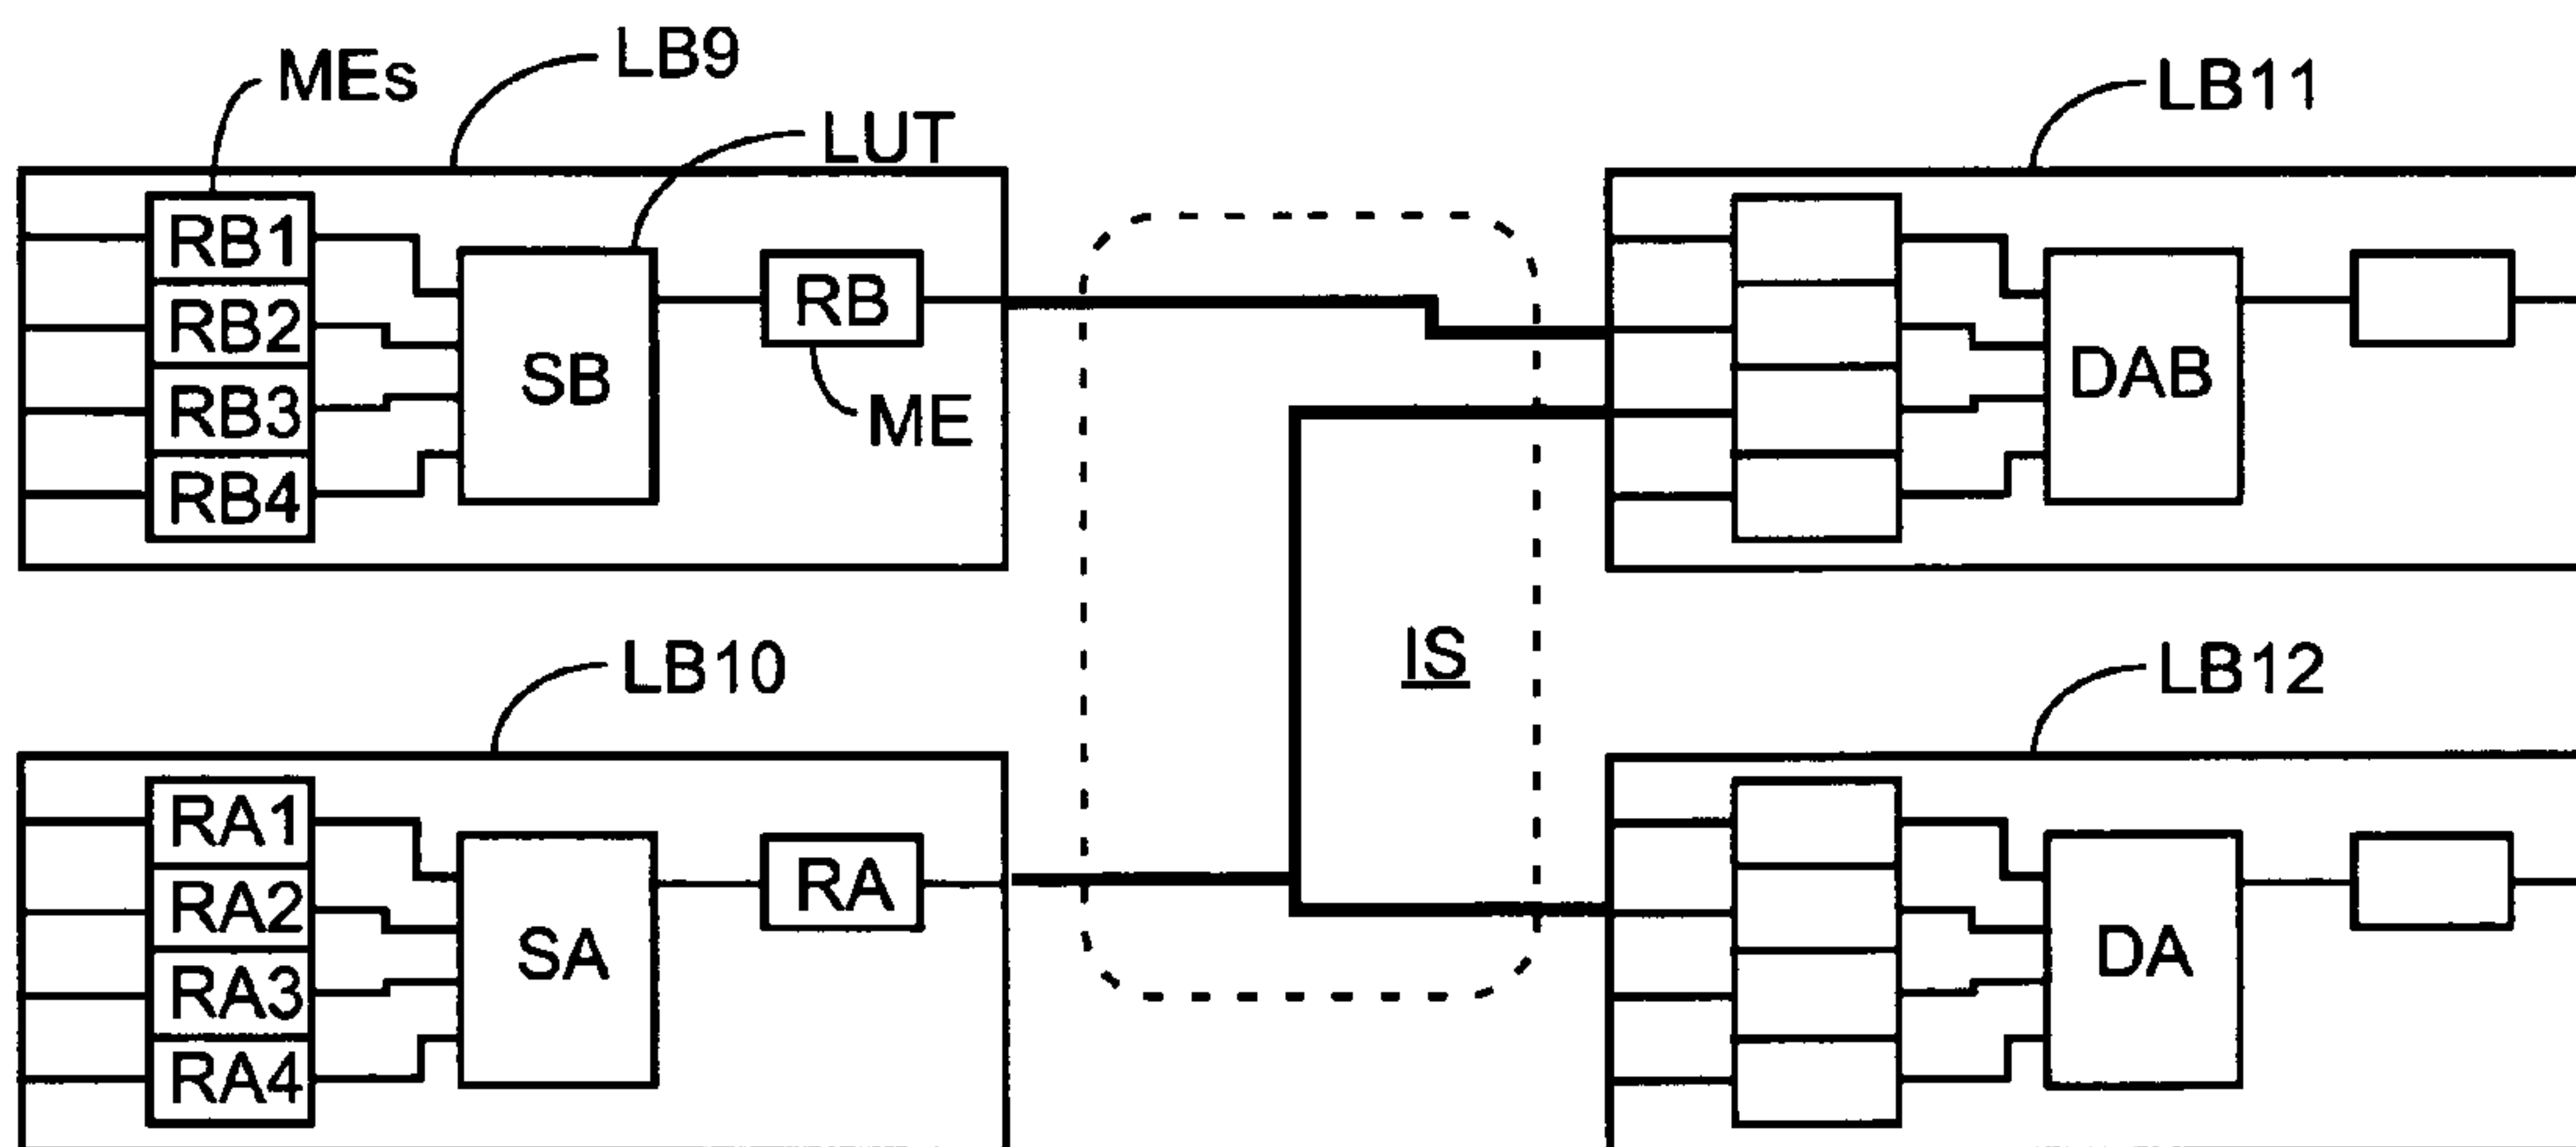 MEs
LB9
LUT
LB11
RB1
RB2
RB3
RB4
SB
RB
ME
DAB
IS
LB10
LB12
RA1
RA2
RA3
RA4
SA
RA
DA